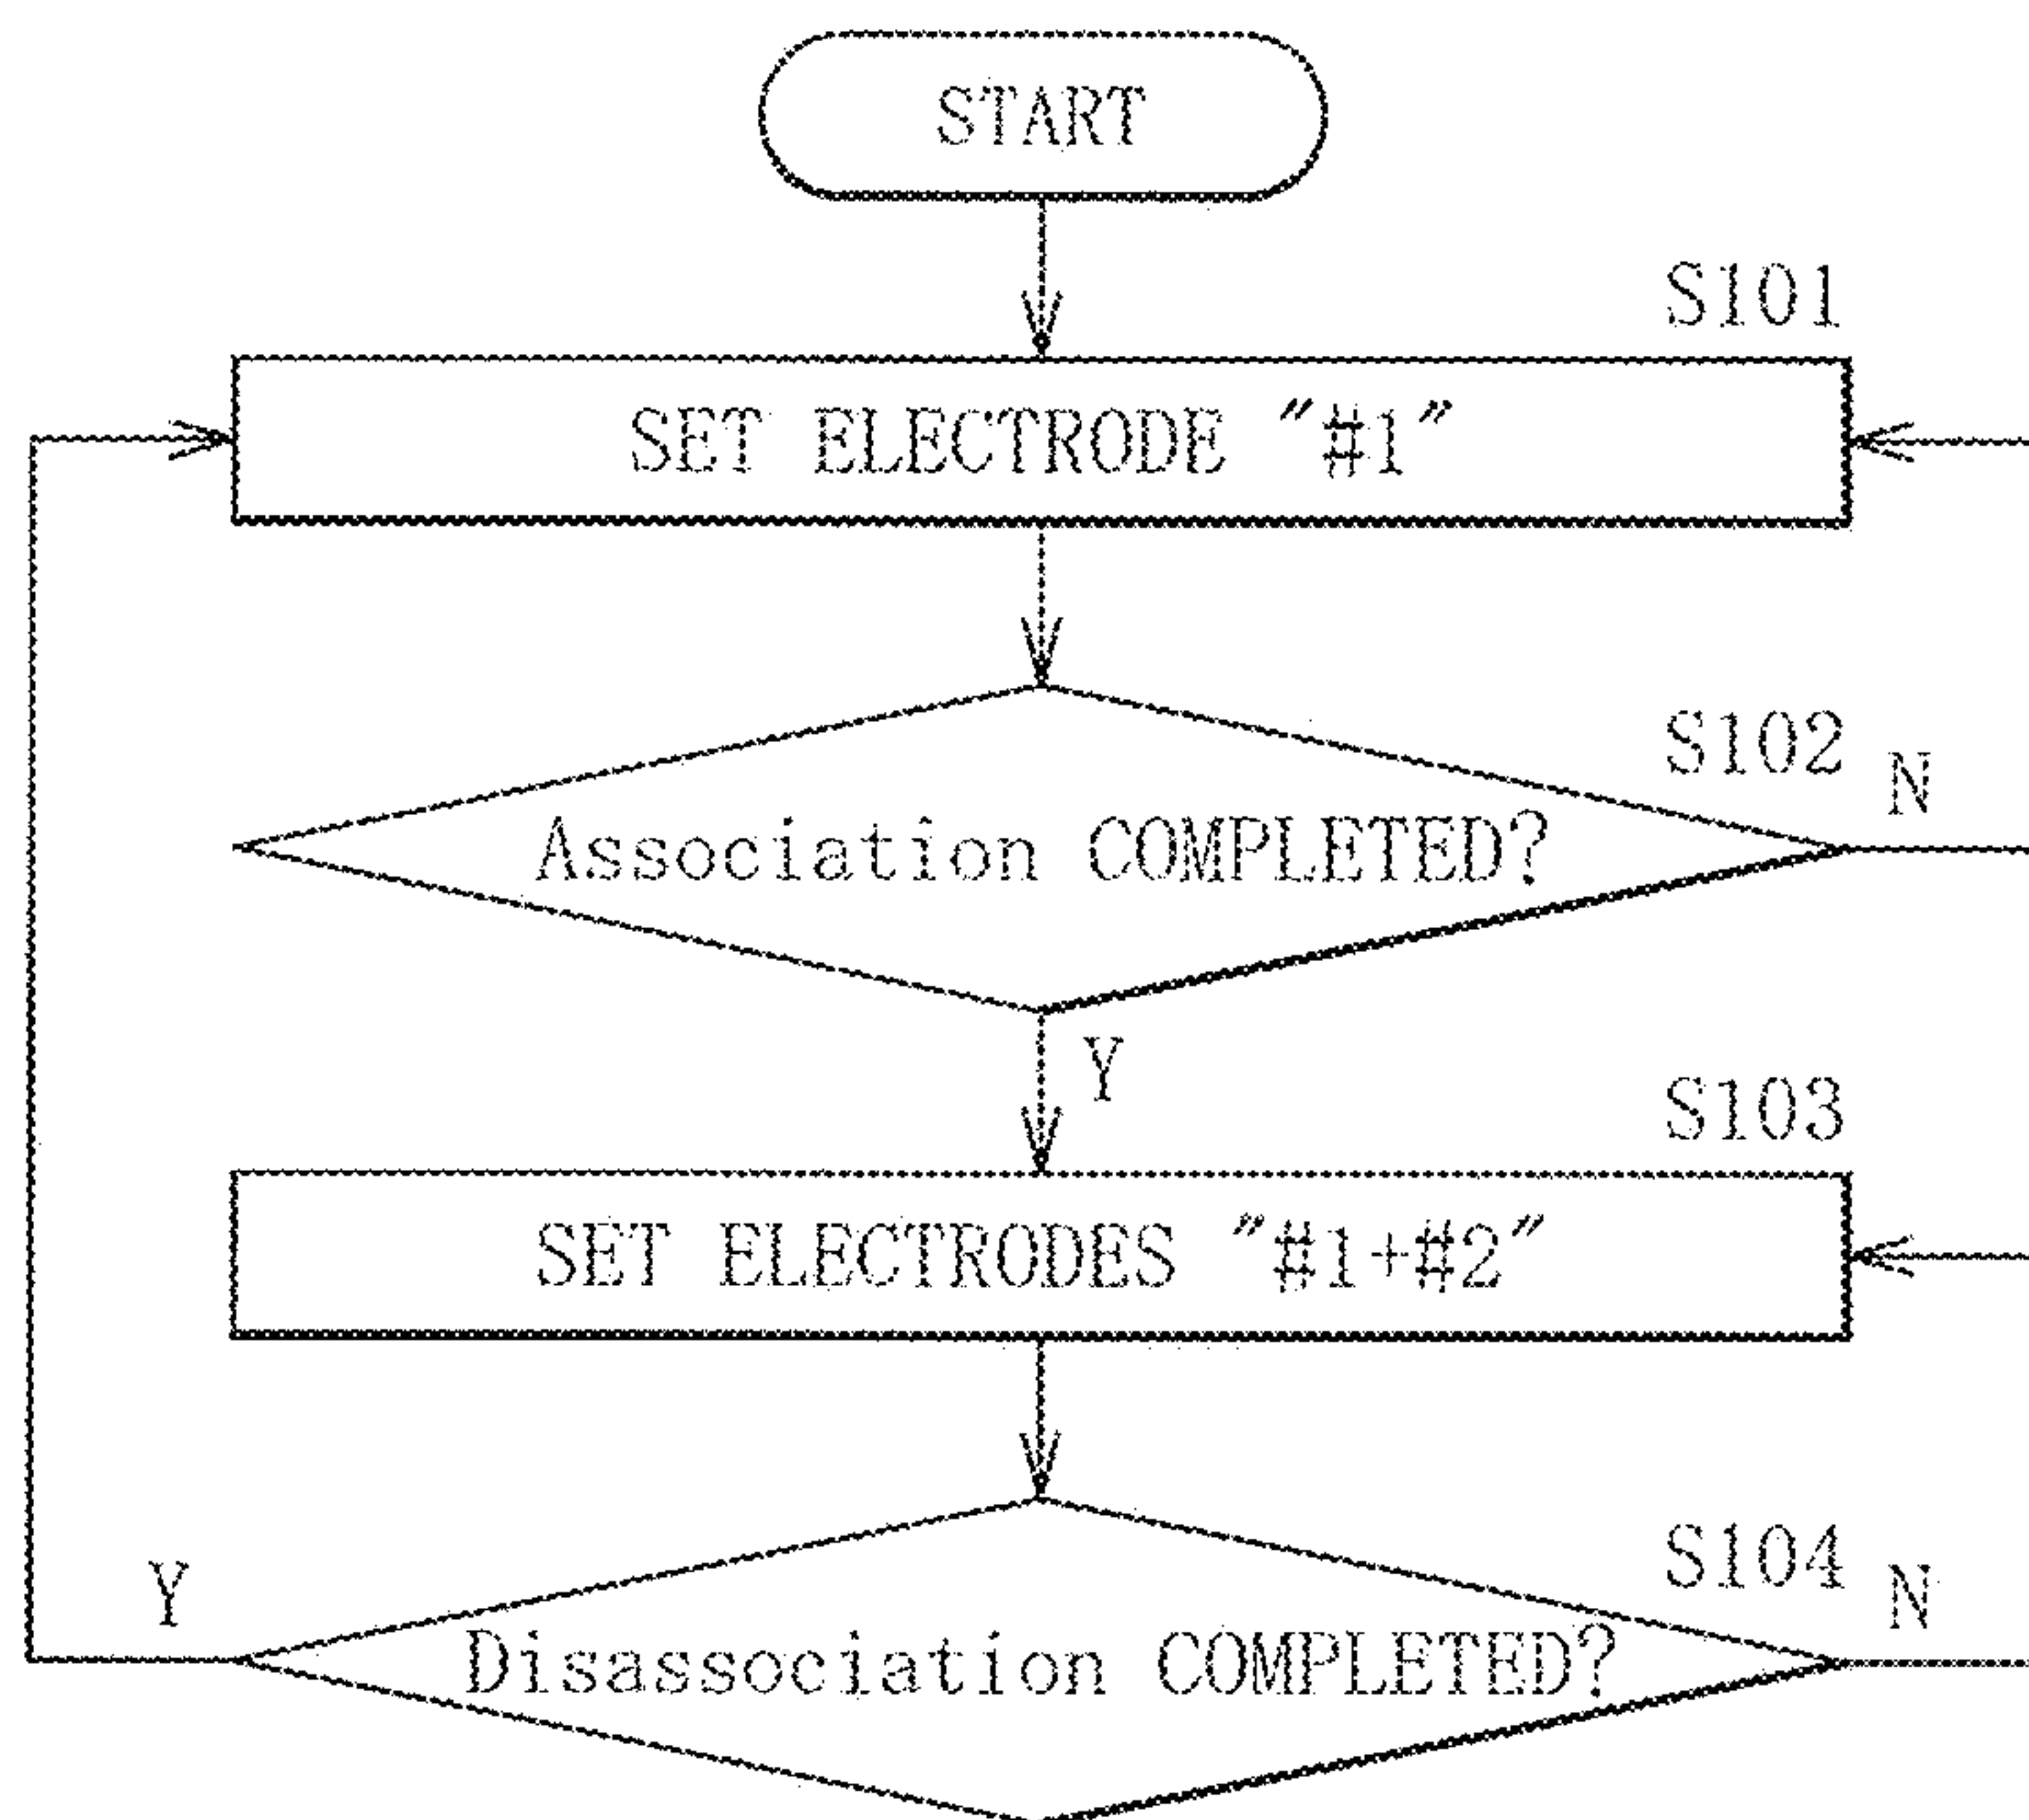 START
S101
SET ELECTRODE "#1"
S102
N
Association COMPLETED?
Y
S103
SET ELECTRODES "#1+#2"
S104
Y
N
Disassociation COMPLETED?